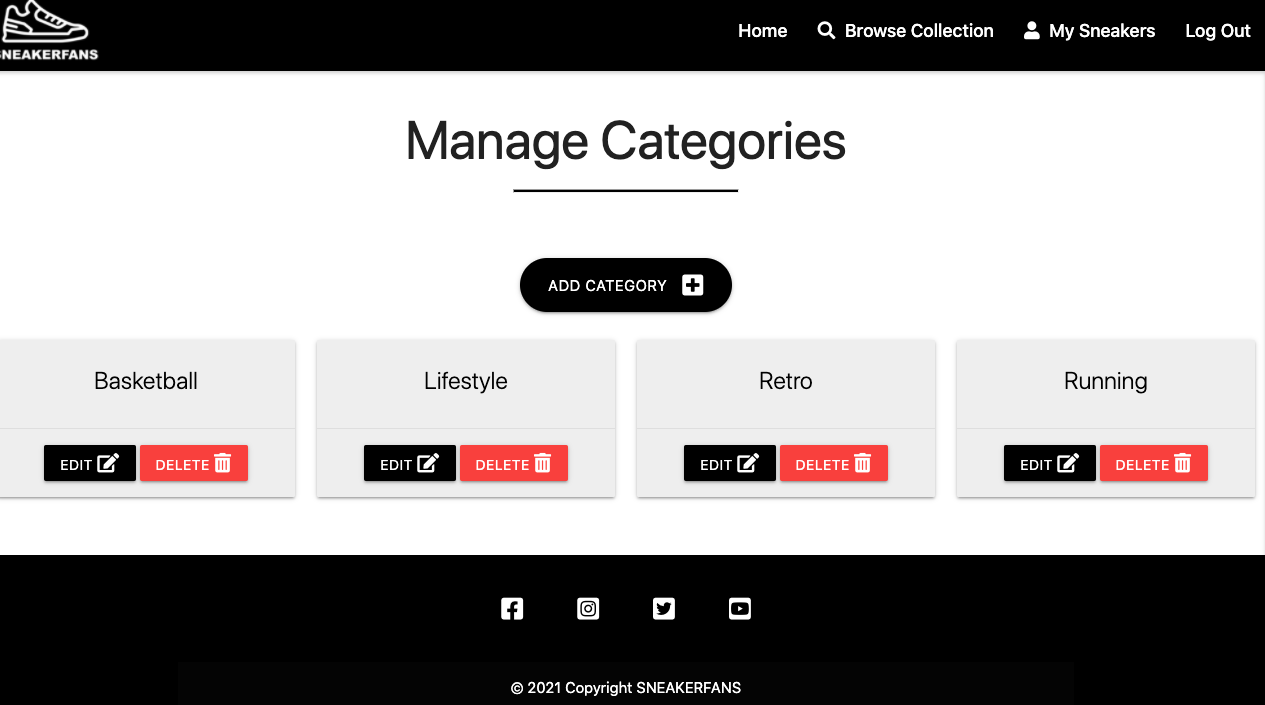 SNEAKERFANS
Home Browse Collection My Sneakers Log Out
Manage Categories
ADD CATEGORY
Basketball Lifestyle Retro Running
EDIT DELETE EDIT DELETE EDIT DELETE EDIT DELETE
© 2021 Copyright SNEAKERFANS